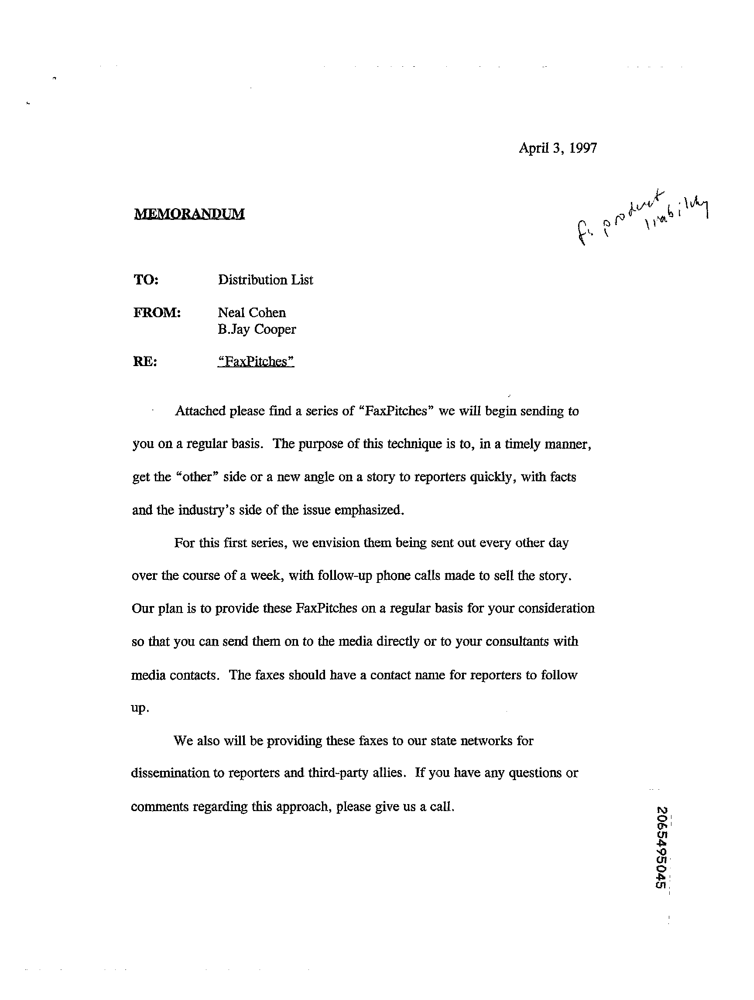 April 3, 1997
product
liability
MEMORANDUM
TO: Distribution List
FROM: Neal Cohen
B.Jay Cooper
RE: "FaxPitches"
Attached please find a series of "FaxPitches" we will begin sending to
you on a regular basis. The purpose of this technique is to, in a timely manner,
get the "other" side or a new angle on a story to reporters quickly, with facts
and the industry's side of the issue emphasized.
For this first series, we envision them being sent out every other day
over the course of a week, with follow-up phone calls made to sell the story.
Our plan is to provide these FaxPitches on a regular basis for your consideration
so that you can send them on to the media directly or to your consultants with
media contacts. The faxes should have a contact name for reporters to follow
up.
We also will be providing these faxes to our state networks for
dissemination to reporters and third-party allies. If you have any questions or
comments regarding this approach, please give us a call.
2065495045